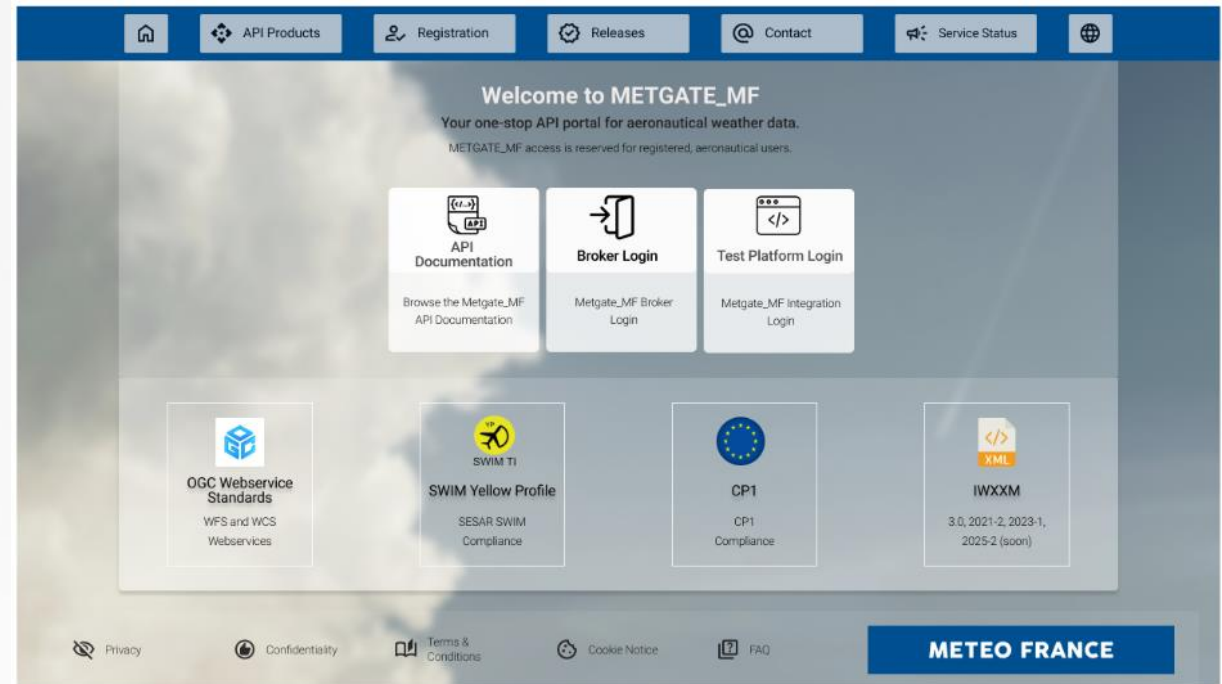 API Products
Registration
Releases
Contact
Service Status
Welcome to METGATE_MF
Your one-stop API portal for aeronautical weather data.
METGATE_MF access is reserved for registered, aeronautical users.
{</>}
API
API
Documentation
Browse the Metgate_MF
API Documentation
Broker Login
Metgate_MF Broker
Login
</>
Test Platform Login
Metgate_MF Integration
Login
OGC
OGC Webservice
Standards
WFS and WCS
Webservices
YP
SWIM TI
SWIM Yellow Profile
SESAR SWIM
Compliance
CP1
CP1
Compliance
</>
XML
IWXXM
3.0, 2021-2, 2023-1,
2025-2 (soon)
Privacy
Confidentiality
Terms &
Conditions
Cookie Notice
FAQ
METEO FRANCE